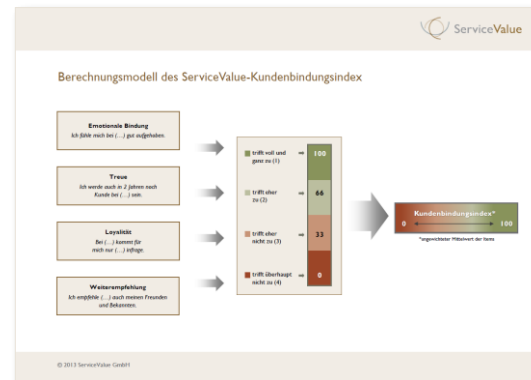 ServiceValue
Berechnungsmodell des ServiceValue-Kundenbindungsindex
Emotionale Bindung
Ich fühle mich bei (...) gut aufgehoben.
Treue
Ich werde auch in 2 Jahren noch
Kunde bei (...) sein.
Loyalität
Bei (...) kommt für
mich nur (...) infrage.
Weiterempfehlung
Ich empfehle (...) auch meinen Freunden
und Bekannten.
trifft voll und
ganz zu (1)
100
trifft eher
zu (2)
66
trifft eher
nicht zu (3)
33
trifft überhaupt
nicht zu (4)
0
Kundenbindungsindex*
0
100
*ungewichteter Mittelwert der Items
© 2013 ServiceValue GmbH